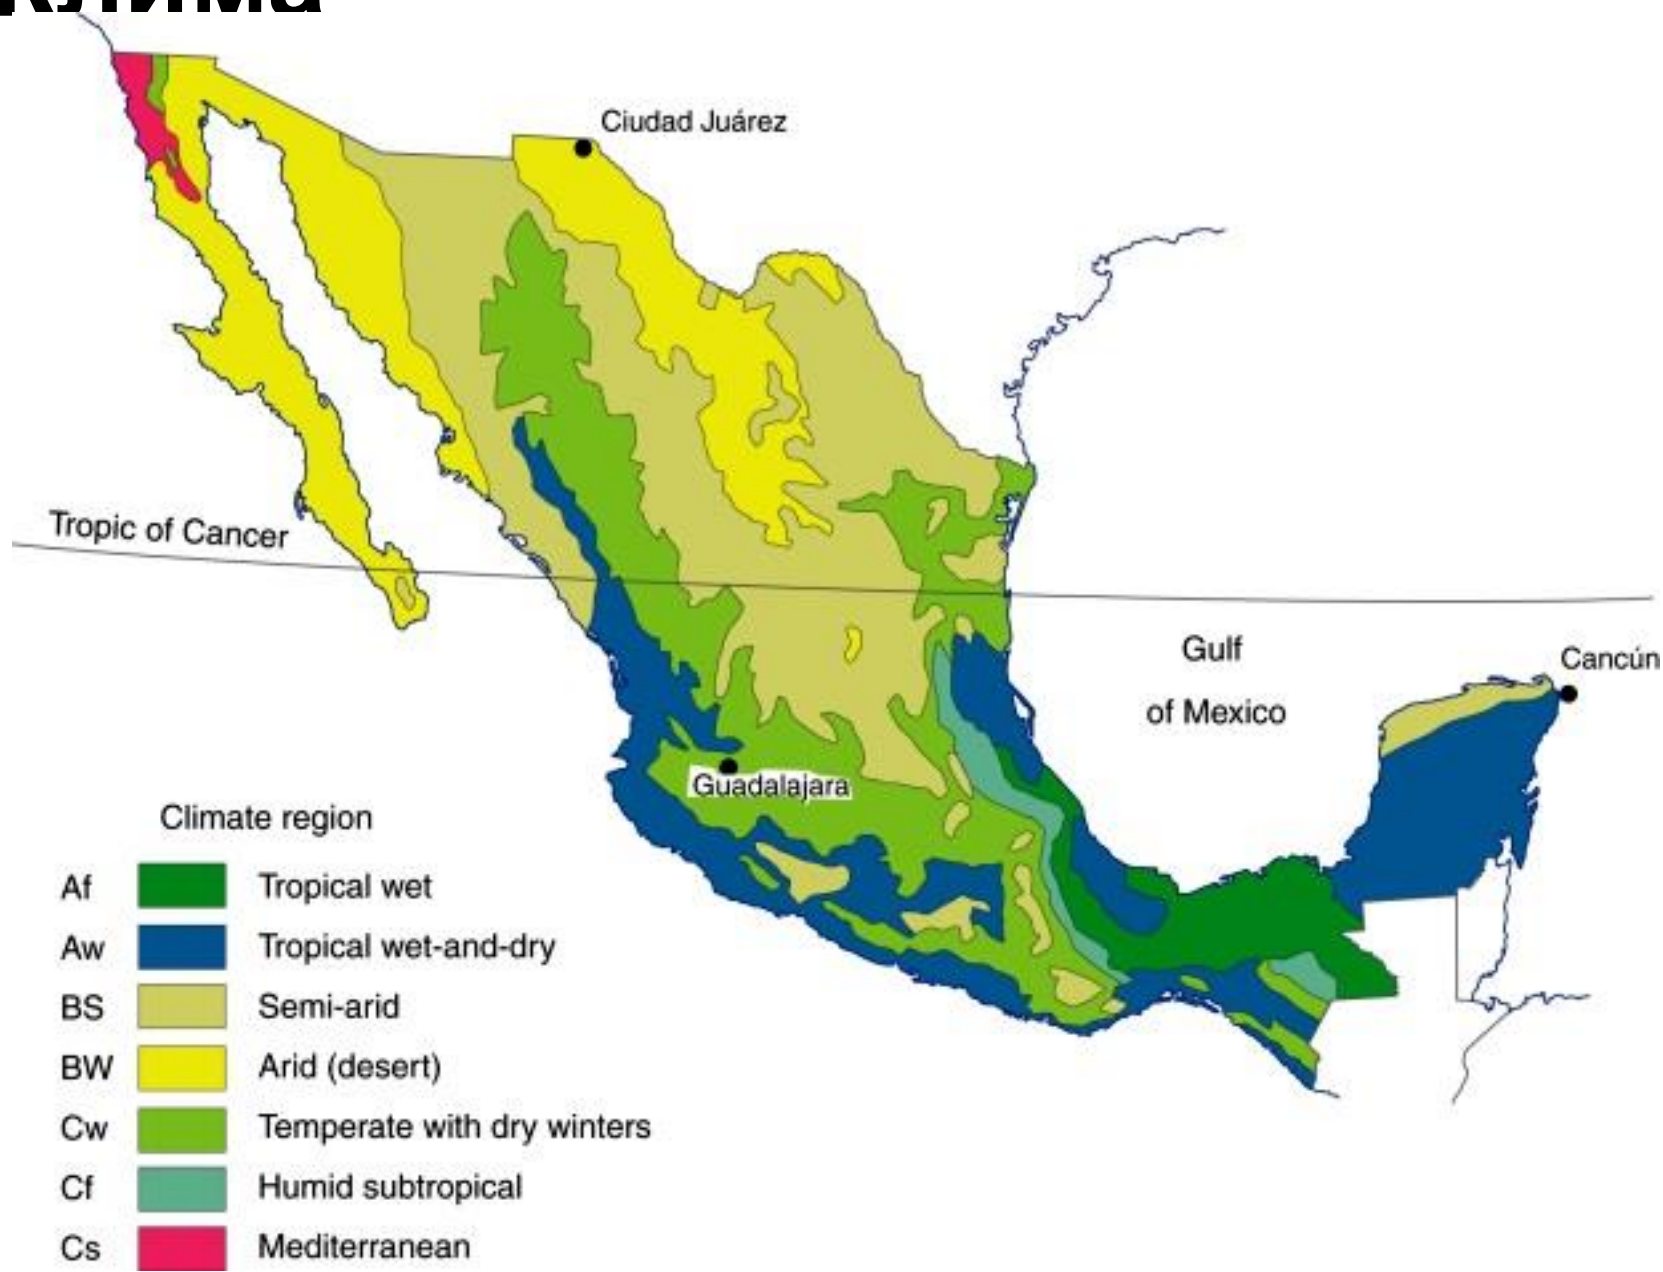 Клима
Ciudad Juárez
Tropic of Cancer
Gulf
of Mexico
Cancún
Guadalajara
Climate region
Af Tropical wet
Aw Tropical wet-and-dry
BS Semi-arid
BW Arid (desert)
Cw Temperate with dry winters
Cf Humid subtropical
Cs Mediterranean